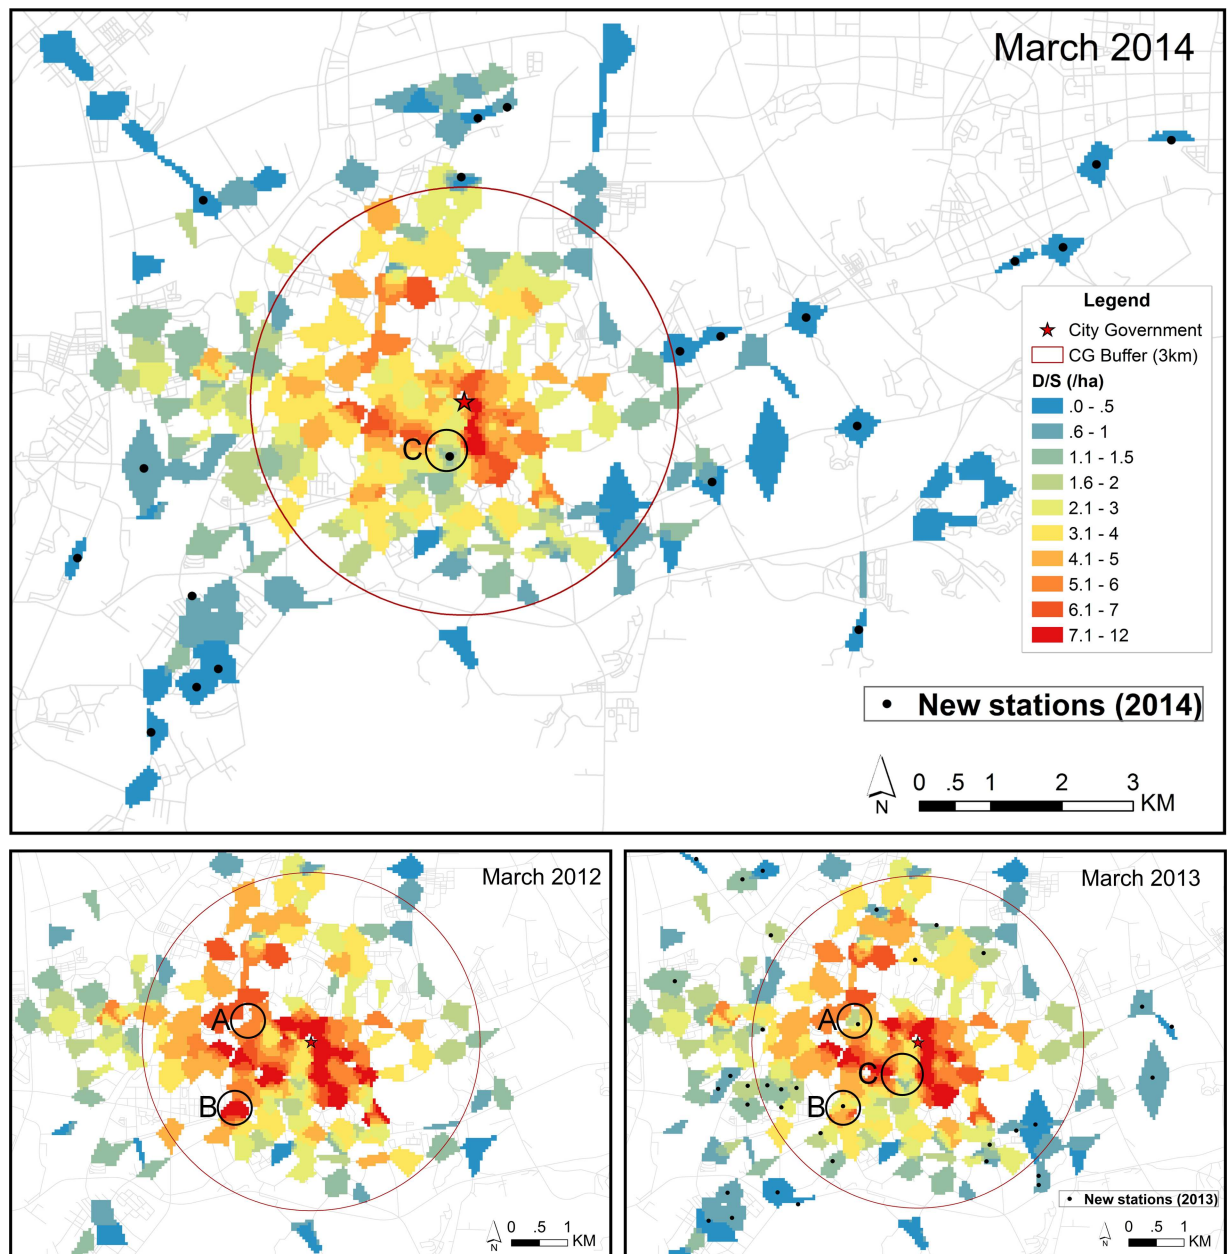 March 2014
C
Legend
City Government
CG Buffer (3km)
D/S (/ha)
.0 - .5
.6 - 1
1.1 - 1.5
1.6 - 2
2.1 - 3
3.1 - 4
4.1 - 5
5.1 - 6
6.1 - 7
7.1 - 12
New stations (2014)
N
0 .5 1 2 3
KM
March 2012
A
B
N
0 .5 1
KM
March 2013
A
C
B
New stations (2013)
N
0 .5 1
KM